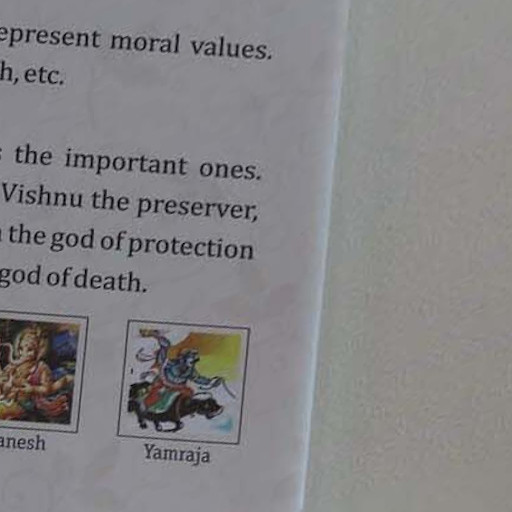 epresent moral values.
h, etc.
the important ones.
Vishnu the preserver,
the god of protection
god of death.
anesh
Yamraja